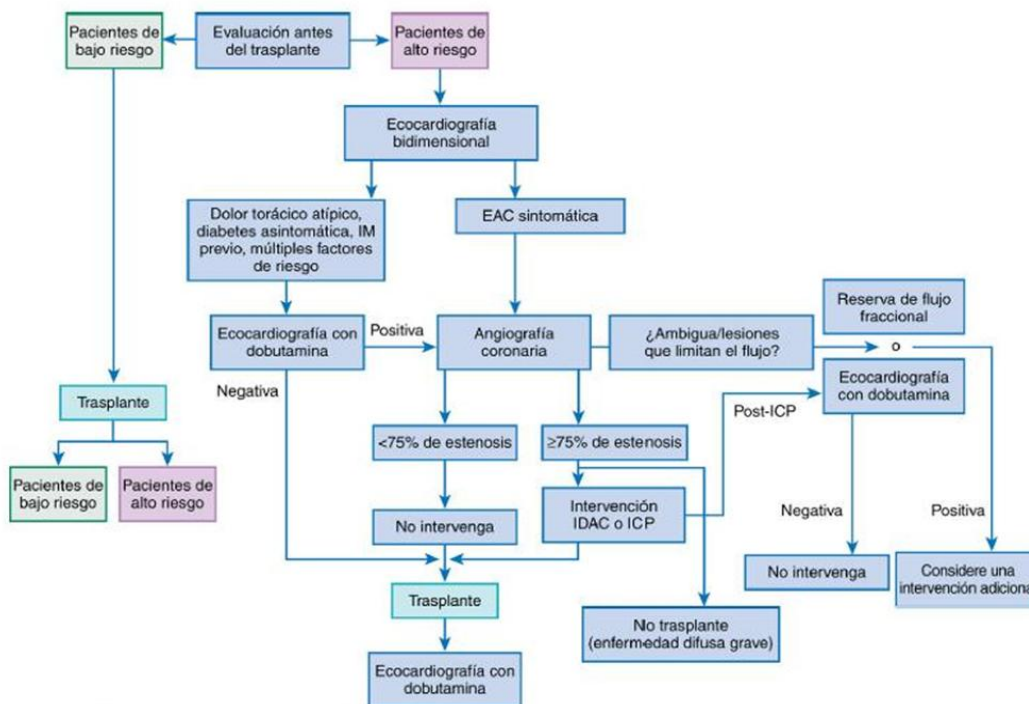 Pacientes de
bajo riesgo
Evaluación antes
del trasplante
Pacientes de
alto riesgo
Ecocardiografía
bidimensional
Dolor torácico atípico,
diabetes asintomática, IM
previo, múltiples factores
de riesgo
EAC sintomática
Ecocardiografía con
dobutamina
Positiva
Angiografía
coronaria
¿Ambigua/lesiones
que limitan el flujo?
Reserva de flujo
fraccional
o
Ecocardiografía
con dobutamina
Negativa
Post-ICP
Trasplante
<75% de estenosis
≥75% de estenosis
Pacientes de
bajo riesgo
Pacientes de
alto riesgo
No intervenga
Intervención
IDAC o ICP
Negativa
Positiva
No intervenga
Considere una
intervención adiciona
Trasplante
No trasplante
(enfermedad difusa grave)
Ecocardiografía con
dobutamina